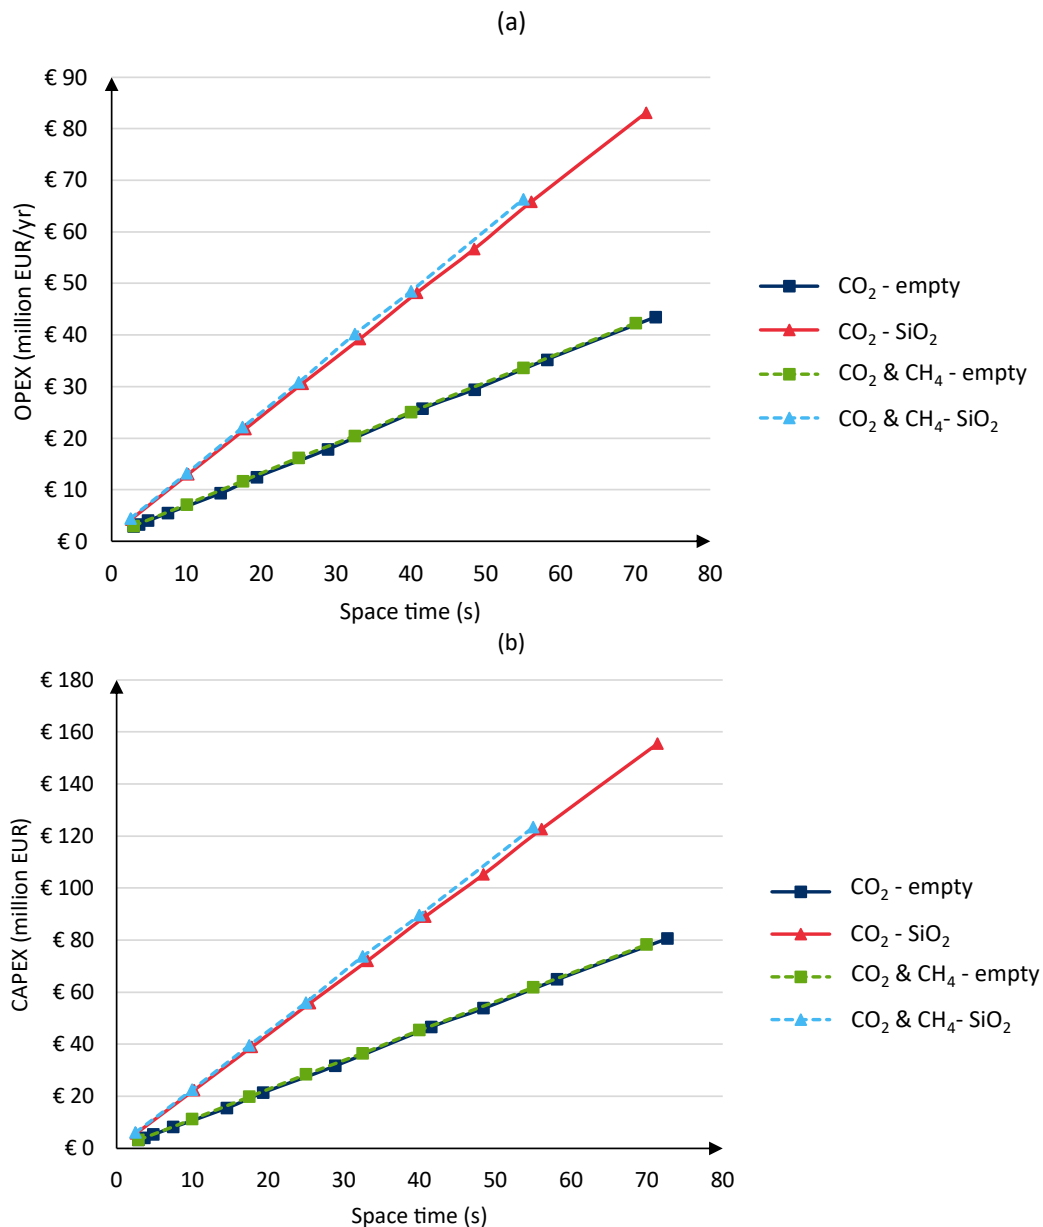 (a)
€ 90
€ 80
€ 70
€ 60
€ 50
€ 40
€ 30
€ 20
€ 10
€ 0
OPEX (million EUR/yr)
0 10 20 30 40 50 60 70 80
Space time (s)
CO₂ - empty
CO₂ - SiO₂
CO₂ & CH₄ - empty
CO₂ & CH₄- SiO₂
(b)
€ 180
€ 160
€ 140
€ 120
€ 100
€ 80
€ 60
€ 40
€ 20
€ 0
CAPEX (million EUR)
0 10 20 30 40 50 60 70 80
Space time (s)
CO₂ - empty
CO₂ - SiO₂
CO₂ & CH₄ - empty
CO₂ & CH₄- SiO₂